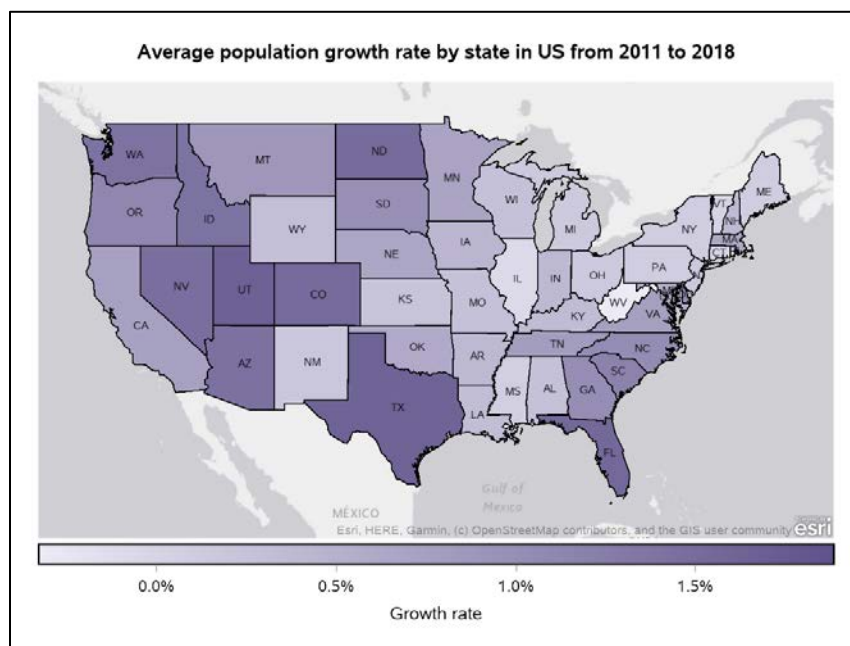 Average population growth rate by state in US from 2011 to 2018
WA
MT
ND
MN
ME
OR
ID
SD
WI
MI
VT
NH
NY
MA
CT
WY
IA
NE
PA
NV
UT
CO
IL
IN
OH
WV
VA
CA
KS
MO
KY
AZ
NM
OK
AR
TN
NC
SC
MS
AL
GA
TX
LA
FL
MÉXICO
Gulf of
Mexico
Esri, HERE, Garmin, (c) OpenStreetMap contributors, and the GIS user community
esri
0.0% 0.5% 1.0% 1.5%
Growth rate